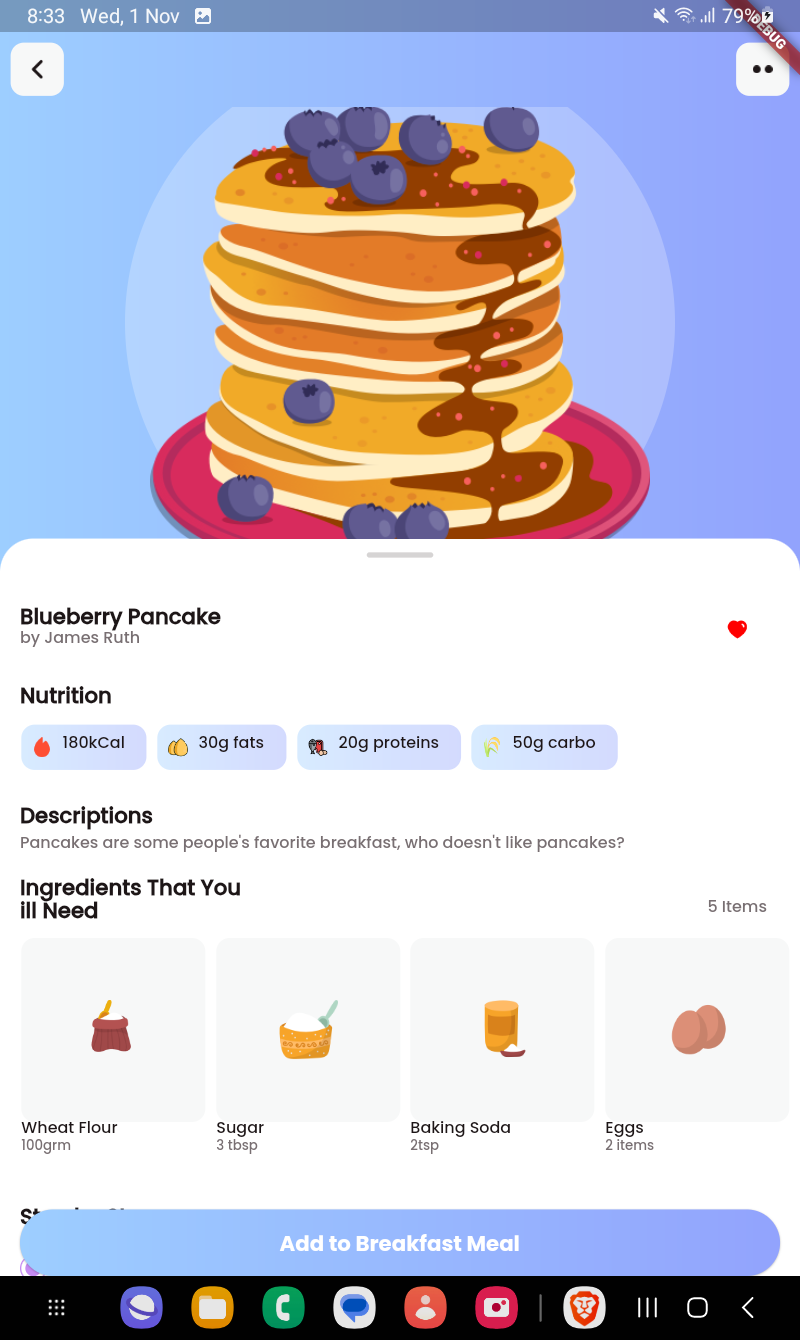 8:33 Wed, 1 Nov 79%
DEBUG
Blueberry Pancake
by James Ruth
Nutrition
180kCal 30g fats 20g proteins 50g carbo
Descriptions
Pancakes are some people's favorite breakfast, who doesn't like pancakes?
Ingredients That You
ill Need
5 Items
Wheat Flour Sugar Baking Soda Eggs
100grm 3 tbsp 2tsp 2 items
Add to Breakfast Meal